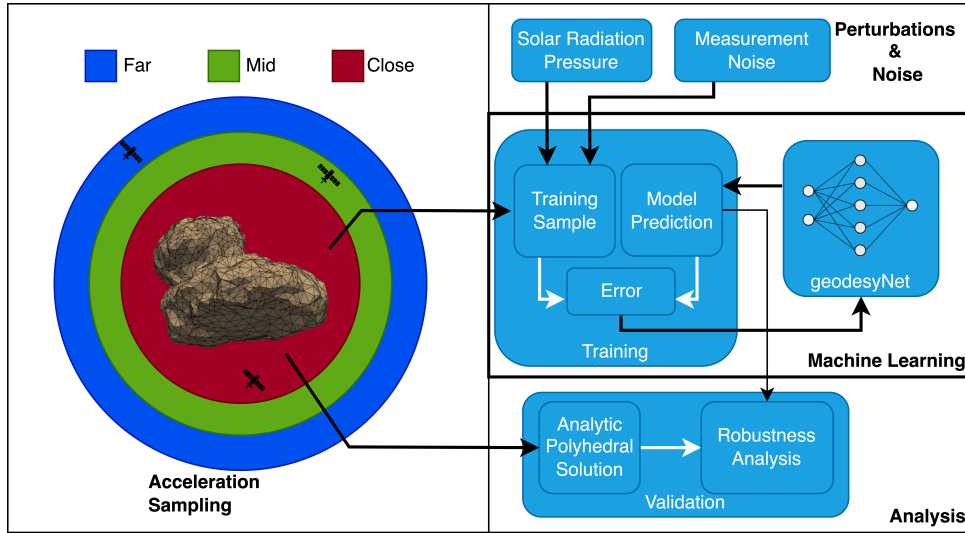 Far
Mid
Close
Acceleration
Sampling
Solar Radiation
Pressure
Measurement
Noise
Perturbations
&
Noise
Training
Sample
Model
Prediction
Error
Training
geodesyNet
Machine Learning
Analytic
Polyhedral
Solution
Robustness
Analysis
Validation
Analysis